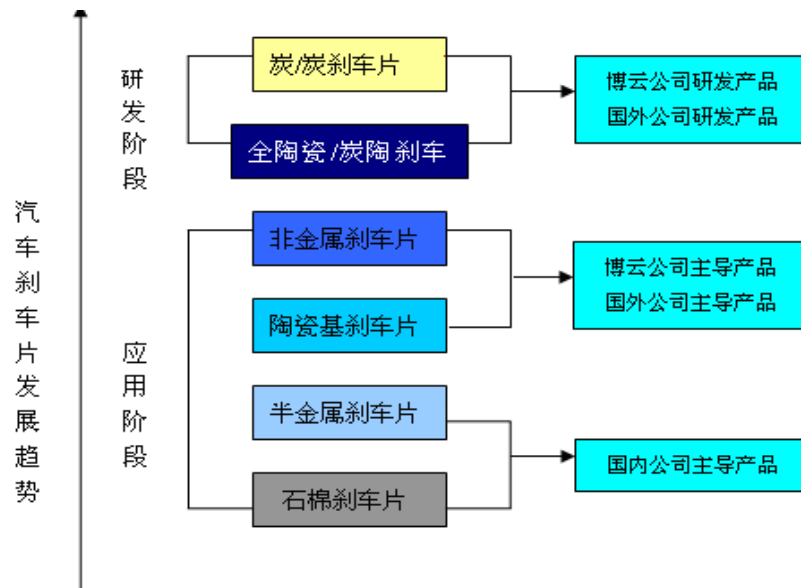 汽车刹车片发展趋势
研发阶段
炭/炭刹车片
全陶瓷/炭陶刹车
博云公司研发产品
国外公司研发产品
应用阶段
非金属刹车片
陶瓷基刹车片
博云公司主导产品
国外公司主导产品
半金属刹车片
石棉刹车片
国内公司主导产品